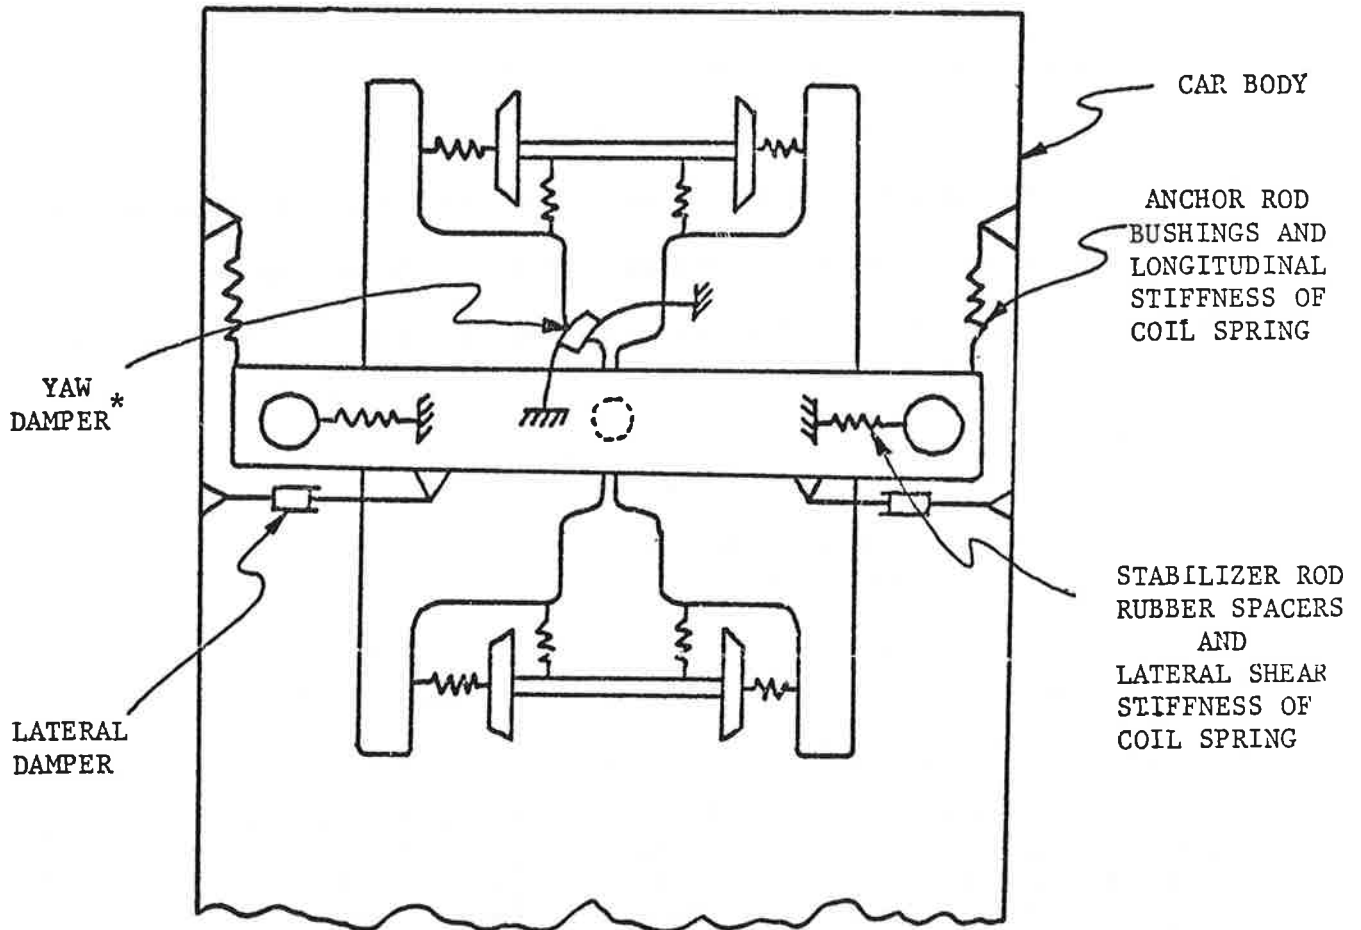 CAR BODY
ANCHOR ROD
BUSHINGS AND
LONGITUDINAL
STIFFNESS OF
COIL SPRING
YAW
DAMPER*
STABILIZER ROD
RUBBER SPACERS
AND
LATERAL SHEAR
STIFFNESS OF
COIL SPRING
LATERAL
DAMPER